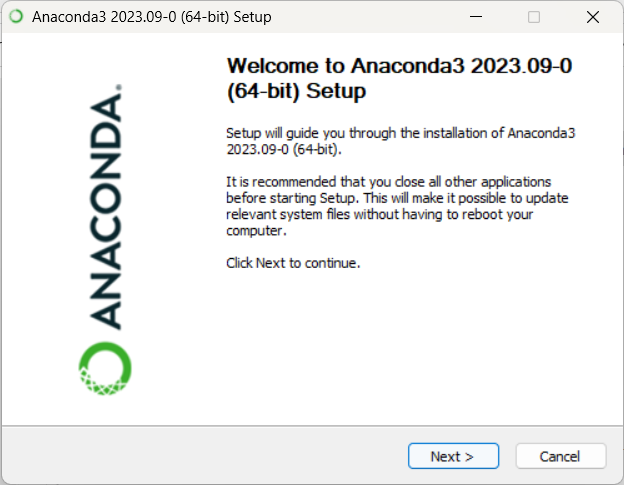 Anaconda3 2023.09-0 (64-bit) Setup
ANACONDA.
Welcome to Anaconda3 2023.09-0
(64-bit) Setup
Setup will guide you through the installation of Anaconda3
2023.09-0 (64-bit).
It is recommended that you close all other applications
before starting Setup. This will make it possible to update
relevant system files without having to reboot your
computer.
Click Next to continue.
Next >
Cancel